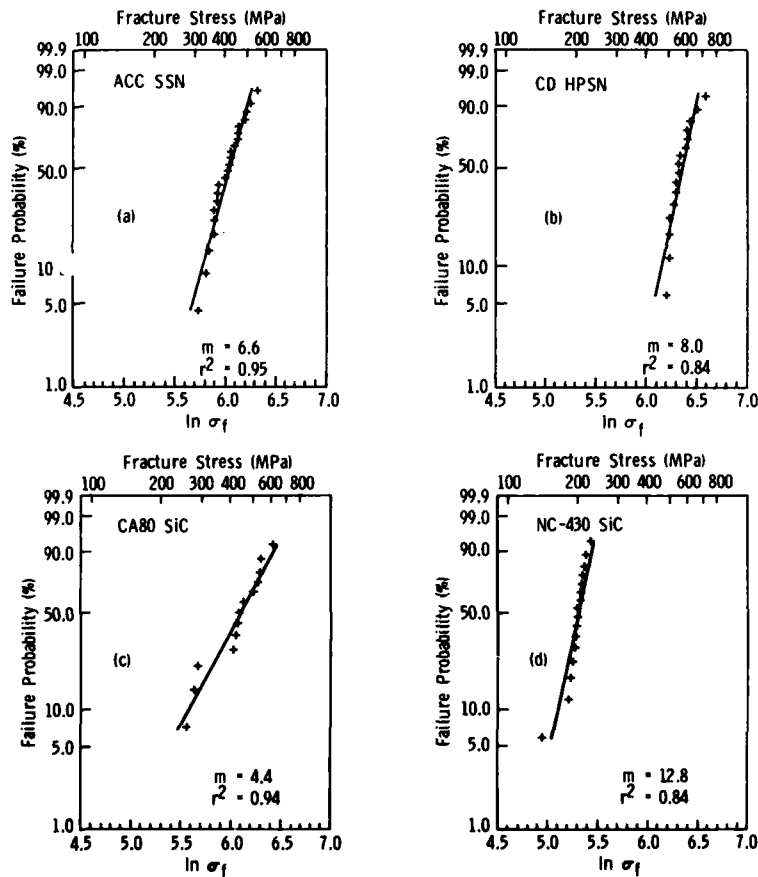 Fracture Stress (MPa)
100 200 300 400 600 800
99.9
99.0
90.0
50.0
10.
5.0
1.0
Failure Probability (%)
ACC SSN
(a)
m = 6.6
r² = 0.95
4.5 5.0 5.5 6.0 6.5 7.0
ln σf
Fracture Stress (MPa)
100 200 300 400 600 800
99.9
99.0
90.0
50.0
10.0
5.0
1.0
Failure Probability (%)
CD HPSN
(b)
m = 8.0
r² = 0.84
4.5 5.0 5.5 6.0 6.5 7.0
ln σf
Fracture Stress (MPa)
100 200 300 400 600 800
99.9
99.0
90.0
50.0
10.0
5.0
1.0
Failure Probability (%)
CA80 SiC
(c)
m = 4.4
r² = 0.94
4.5 5.0 5.5 6.0 6.5 7.0
ln σf
Fracture Stress (MPa)
100 200 300 400 600 800
99.9
99.0
90.0
50.0
10.0
5.0
1.0
Failure Probability (%)
NC-430 SiC
(d)
m = 12.8
r² = 0.84
4.5 5.0 5.5 6.0 6.5 7.0
ln σf